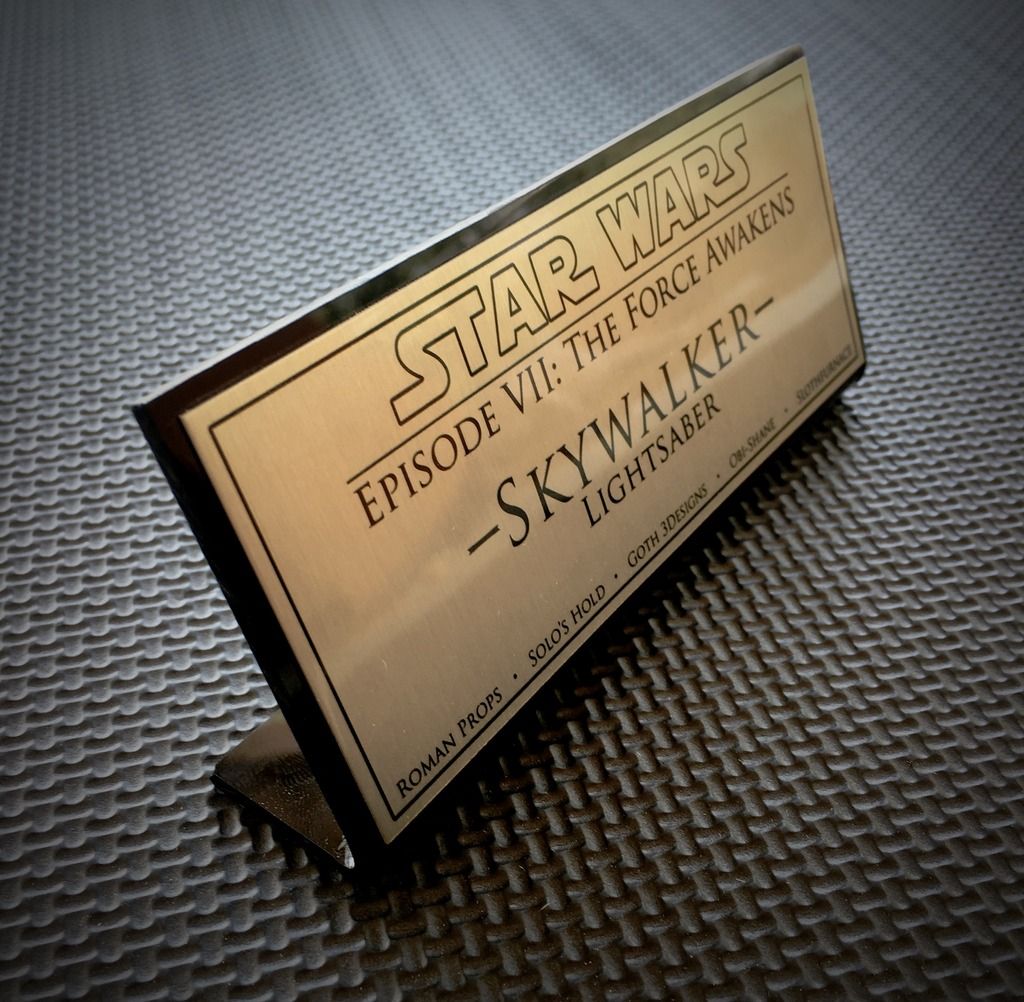 STAR WARS
EPISODE VII: THE FORCE AWAKENS
–SKYWALKER–
LIGHTSABER
ROMAN PROPS · SOLO'S HOLD · GOTH 3DESIGNS · OBI-SHANE · SLOTHFURNACE